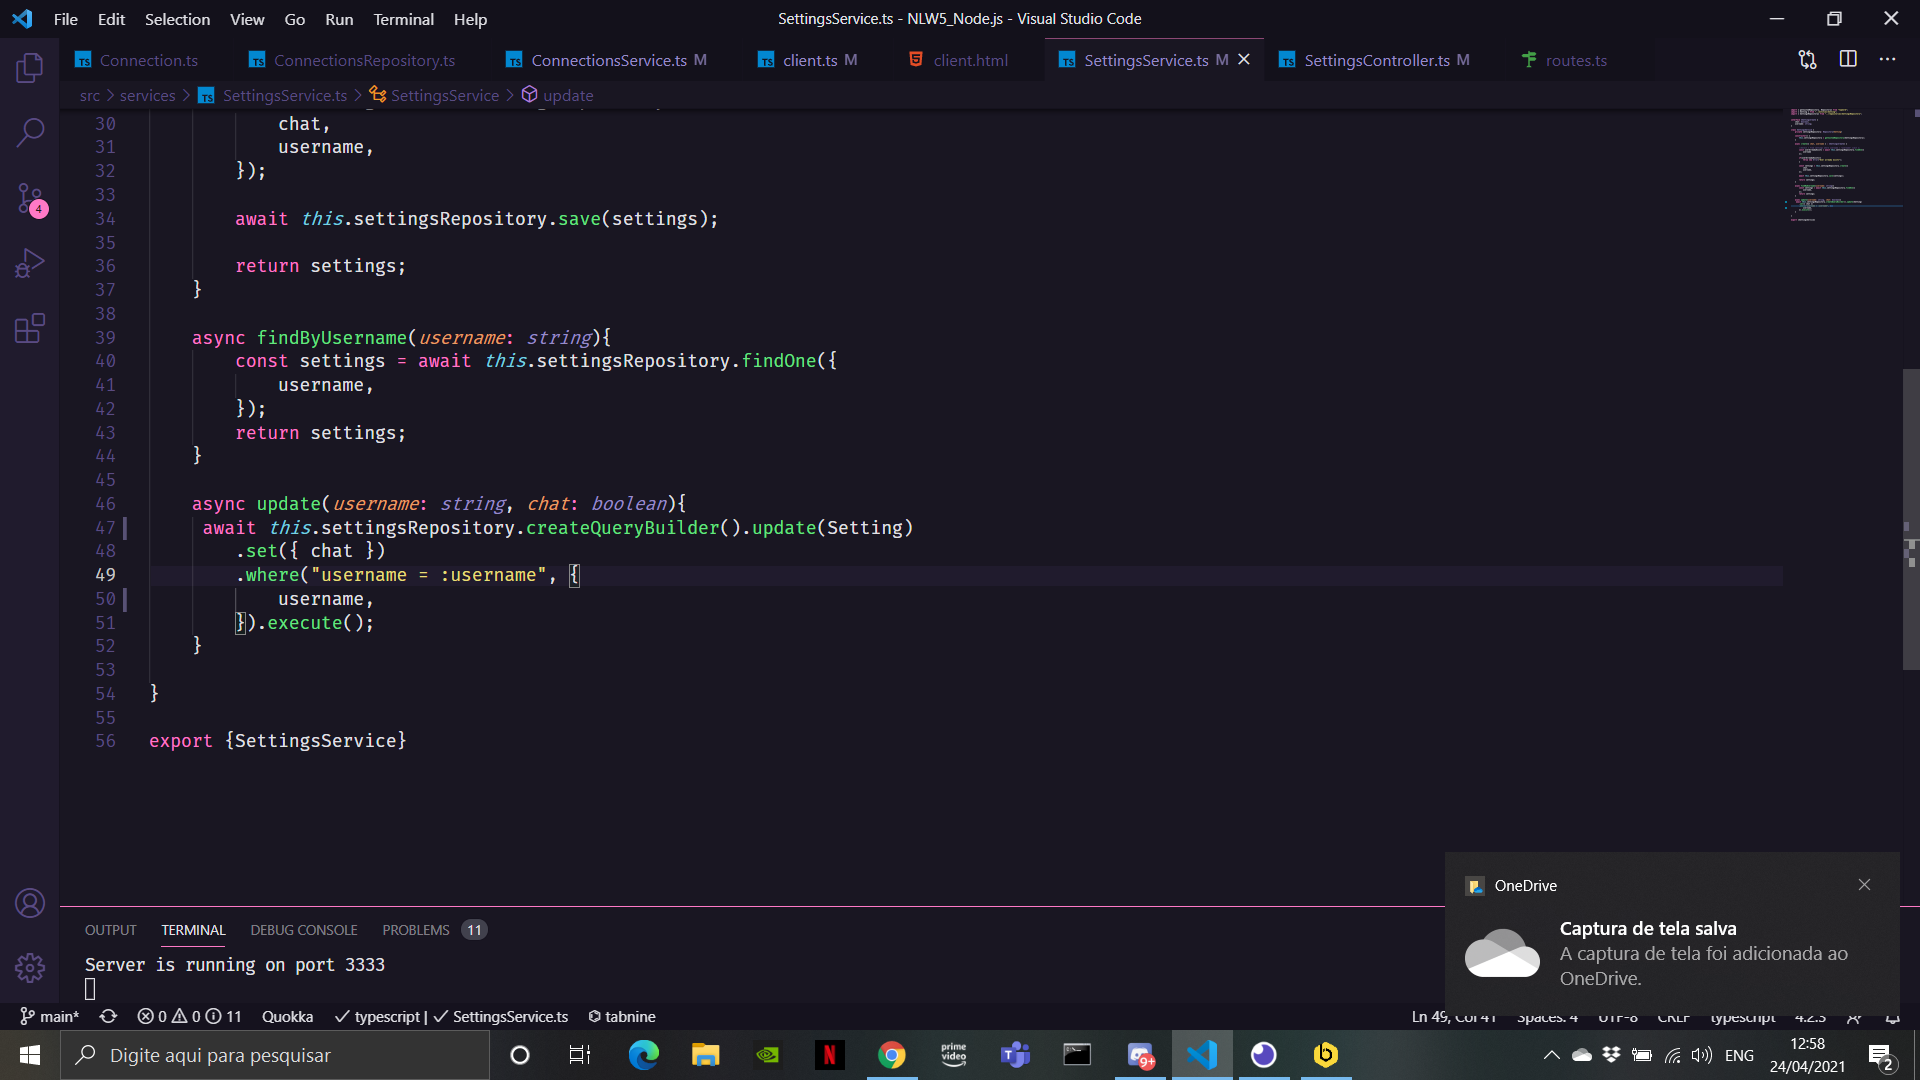 File Edit Selection View Go Run Terminal Help
SettingsService.ts - NLW5_Node.js - Visual Studio Code
Connection.ts
ConnectionsRepository.ts
ConnectionsService.ts M
client.ts M
client.html
SettingsService.ts M
SettingsController.ts M
routes.ts
src > services > SettingsService.ts > SettingsService > update
30 chat,
31 username,
32 });
33
34 await this.settingsRepository.save(settings);
35
36 return settings;
37 }
38
39 async findByUsername(username: string){
40 const settings = await this.settingsRepository.findOne({
41 username,
42 });
43 return settings;
44 }
45
46 async update(username: string, chat: boolean){
47 await this.settingsRepository.createQueryBuilder().update(Setting)
48 .set({ chat })
49 .where("username = :username", {
50 username,
51 }).execute();
52 }
53
54 }
55
56 export {SettingsService}
4
OUTPUT TERMINAL DEBUG CONSOLE PROBLEMS 11
Server is running on port 3333
OneDrive
Captura de tela salva
A captura de tela foi adicionada ao
OneDrive.
main* 0 0 11 Quokka typescript | SettingsService.ts tabnine
Ln 49, Col 41 Spaces: 4 UTF-8 CRLF typescript 4.2.3
Digite aqui para pesquisar
prime video
9+
ENG
12:58
24/04/2021
2